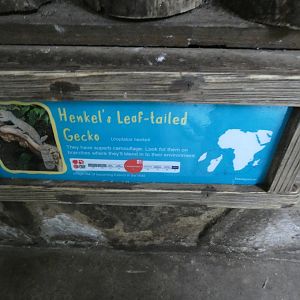 Henkel's Leaf-tailed
Gecko
Uroplatus henkeli
They have superb camouflage. Look for them on
branches where they'll blend in to their environment